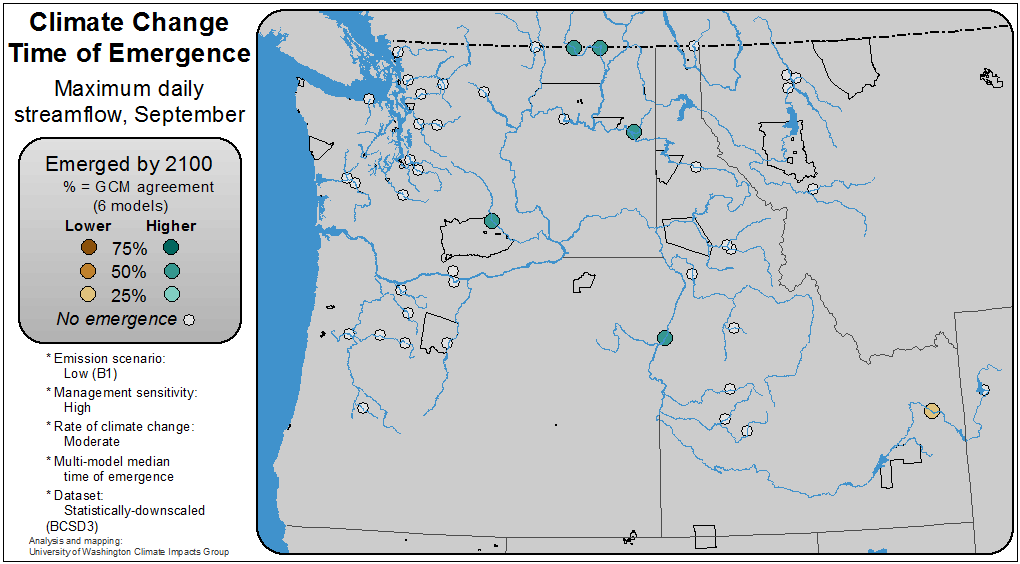 Climate Change
Time of Emergence
Maximum daily
streamflow, September
Emerged by 2100
% = GCM agreement
(6 models)
Lower Higher
75%
50%
25%
No emergence
* Emission scenario:
Low (B1)
* Management sensitivity:
High
* Rate of climate change:
Moderate
* Multi-model median
time of emergence
* Dataset:
Statistically-downscaled
(BCSD3)
Analysis and mapping:
University of Washington Climate Impacts Group